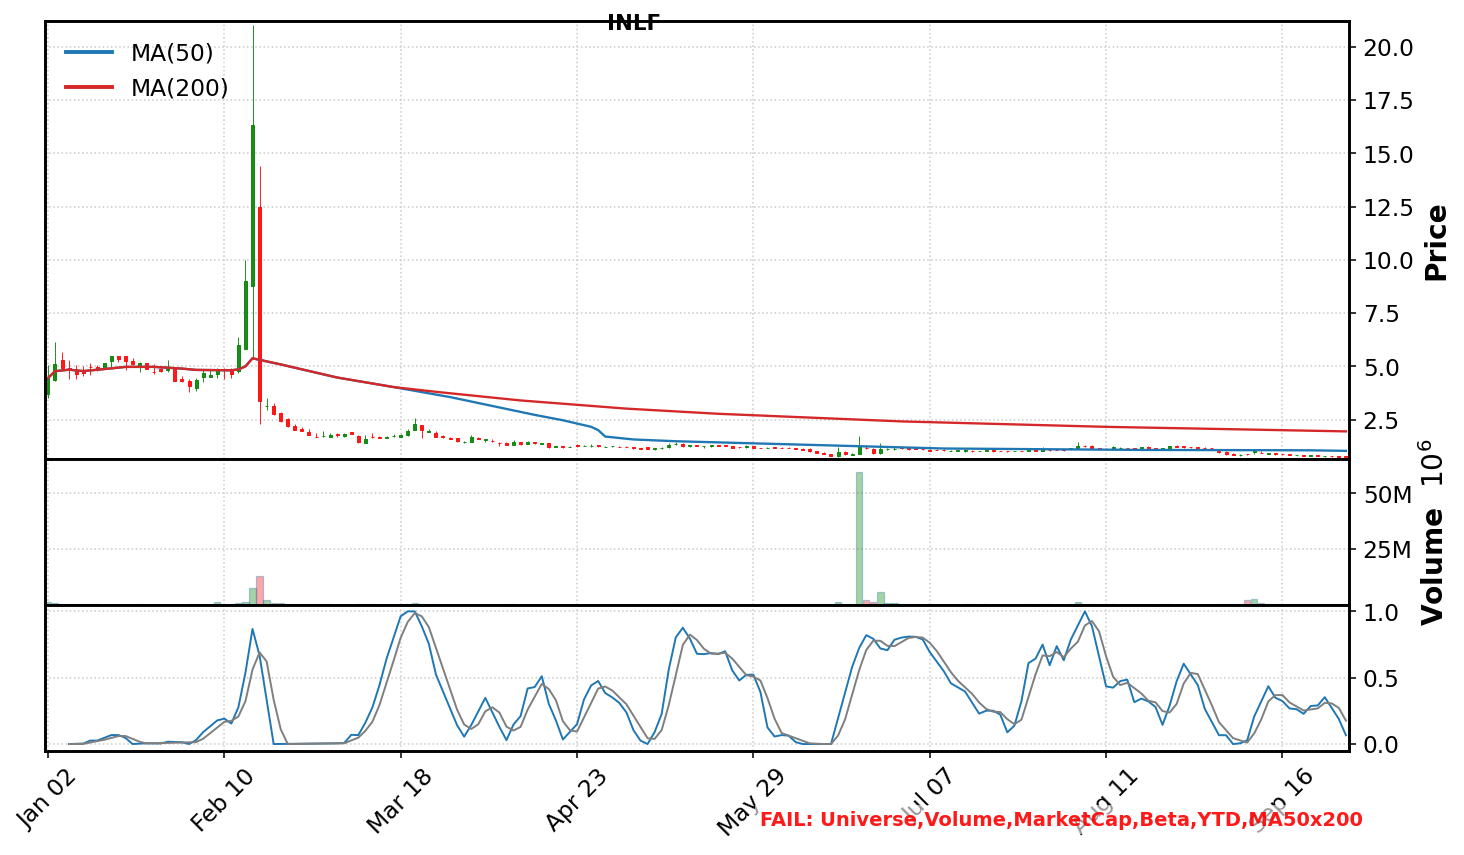 INLF
MA(50)
MA(200)
20.0
17.5
15.0
12.5
10.0
7.5
5.0
2.5
Price
50M
25M
Volume 10^6
1.0
0.5
0.0
Jan 02
Feb 10
Mar 18
Apr 23
May 29
Jul 07
Aug 11
Sep 16
FAIL: Universe,Volume,MarketCap,Beta,YTD,MA50x200